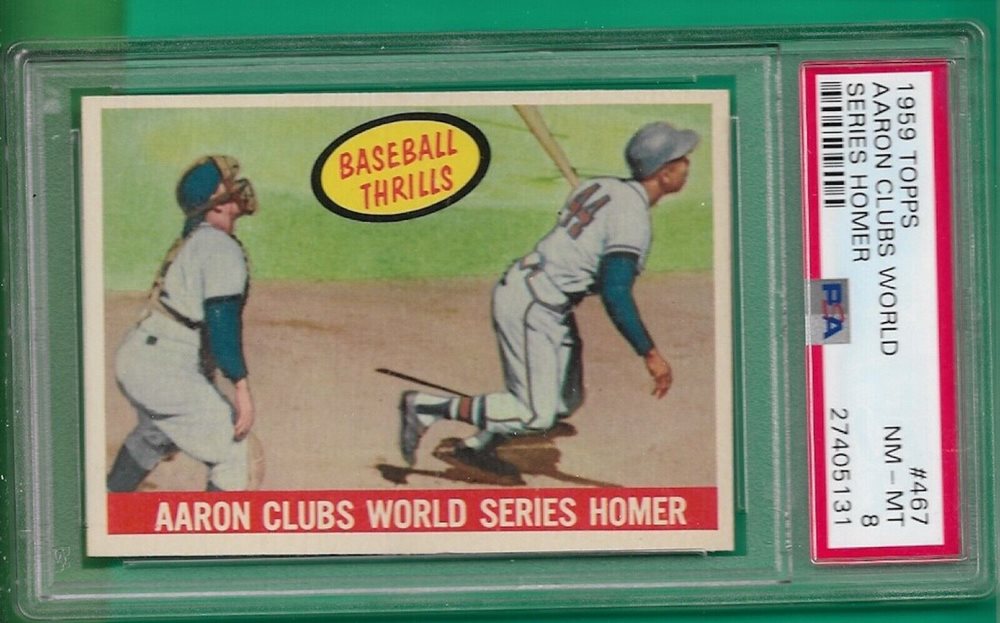 BASEBALL
THRILLS
44
AARON CLUBS WORLD SERIES HOMER
1959 TOPPS #467
AARON CLUBS WORLD NM-MT
SERIES HOMER 8
27405131
PSA